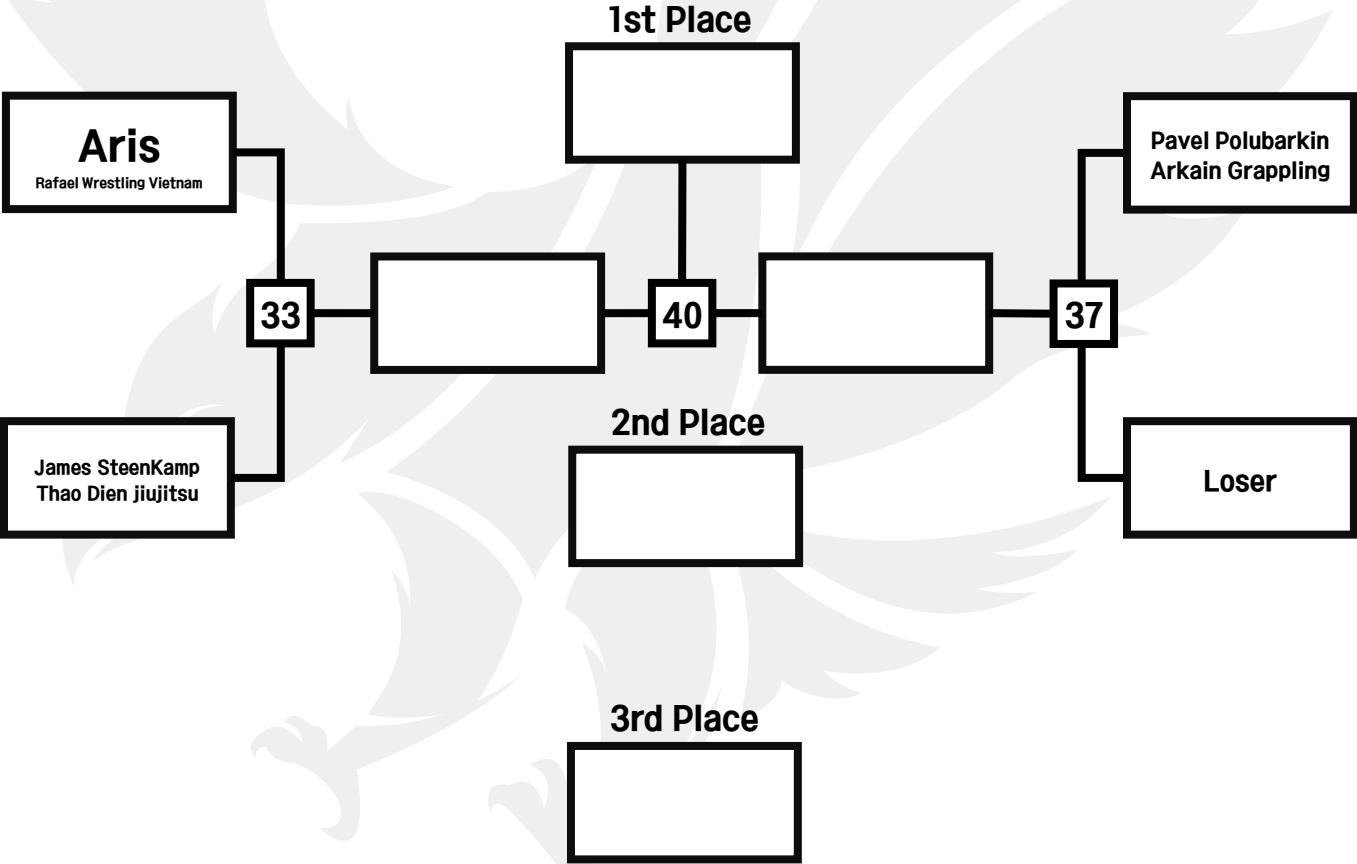 1st Place
Aris
Rafael Wrestling Vietnam
Pavel Polubarkin
Arkain Grappling
33
40
37
2nd Place
James SteenKamp
Thao Dien jiujitsu
Loser
3rd Place